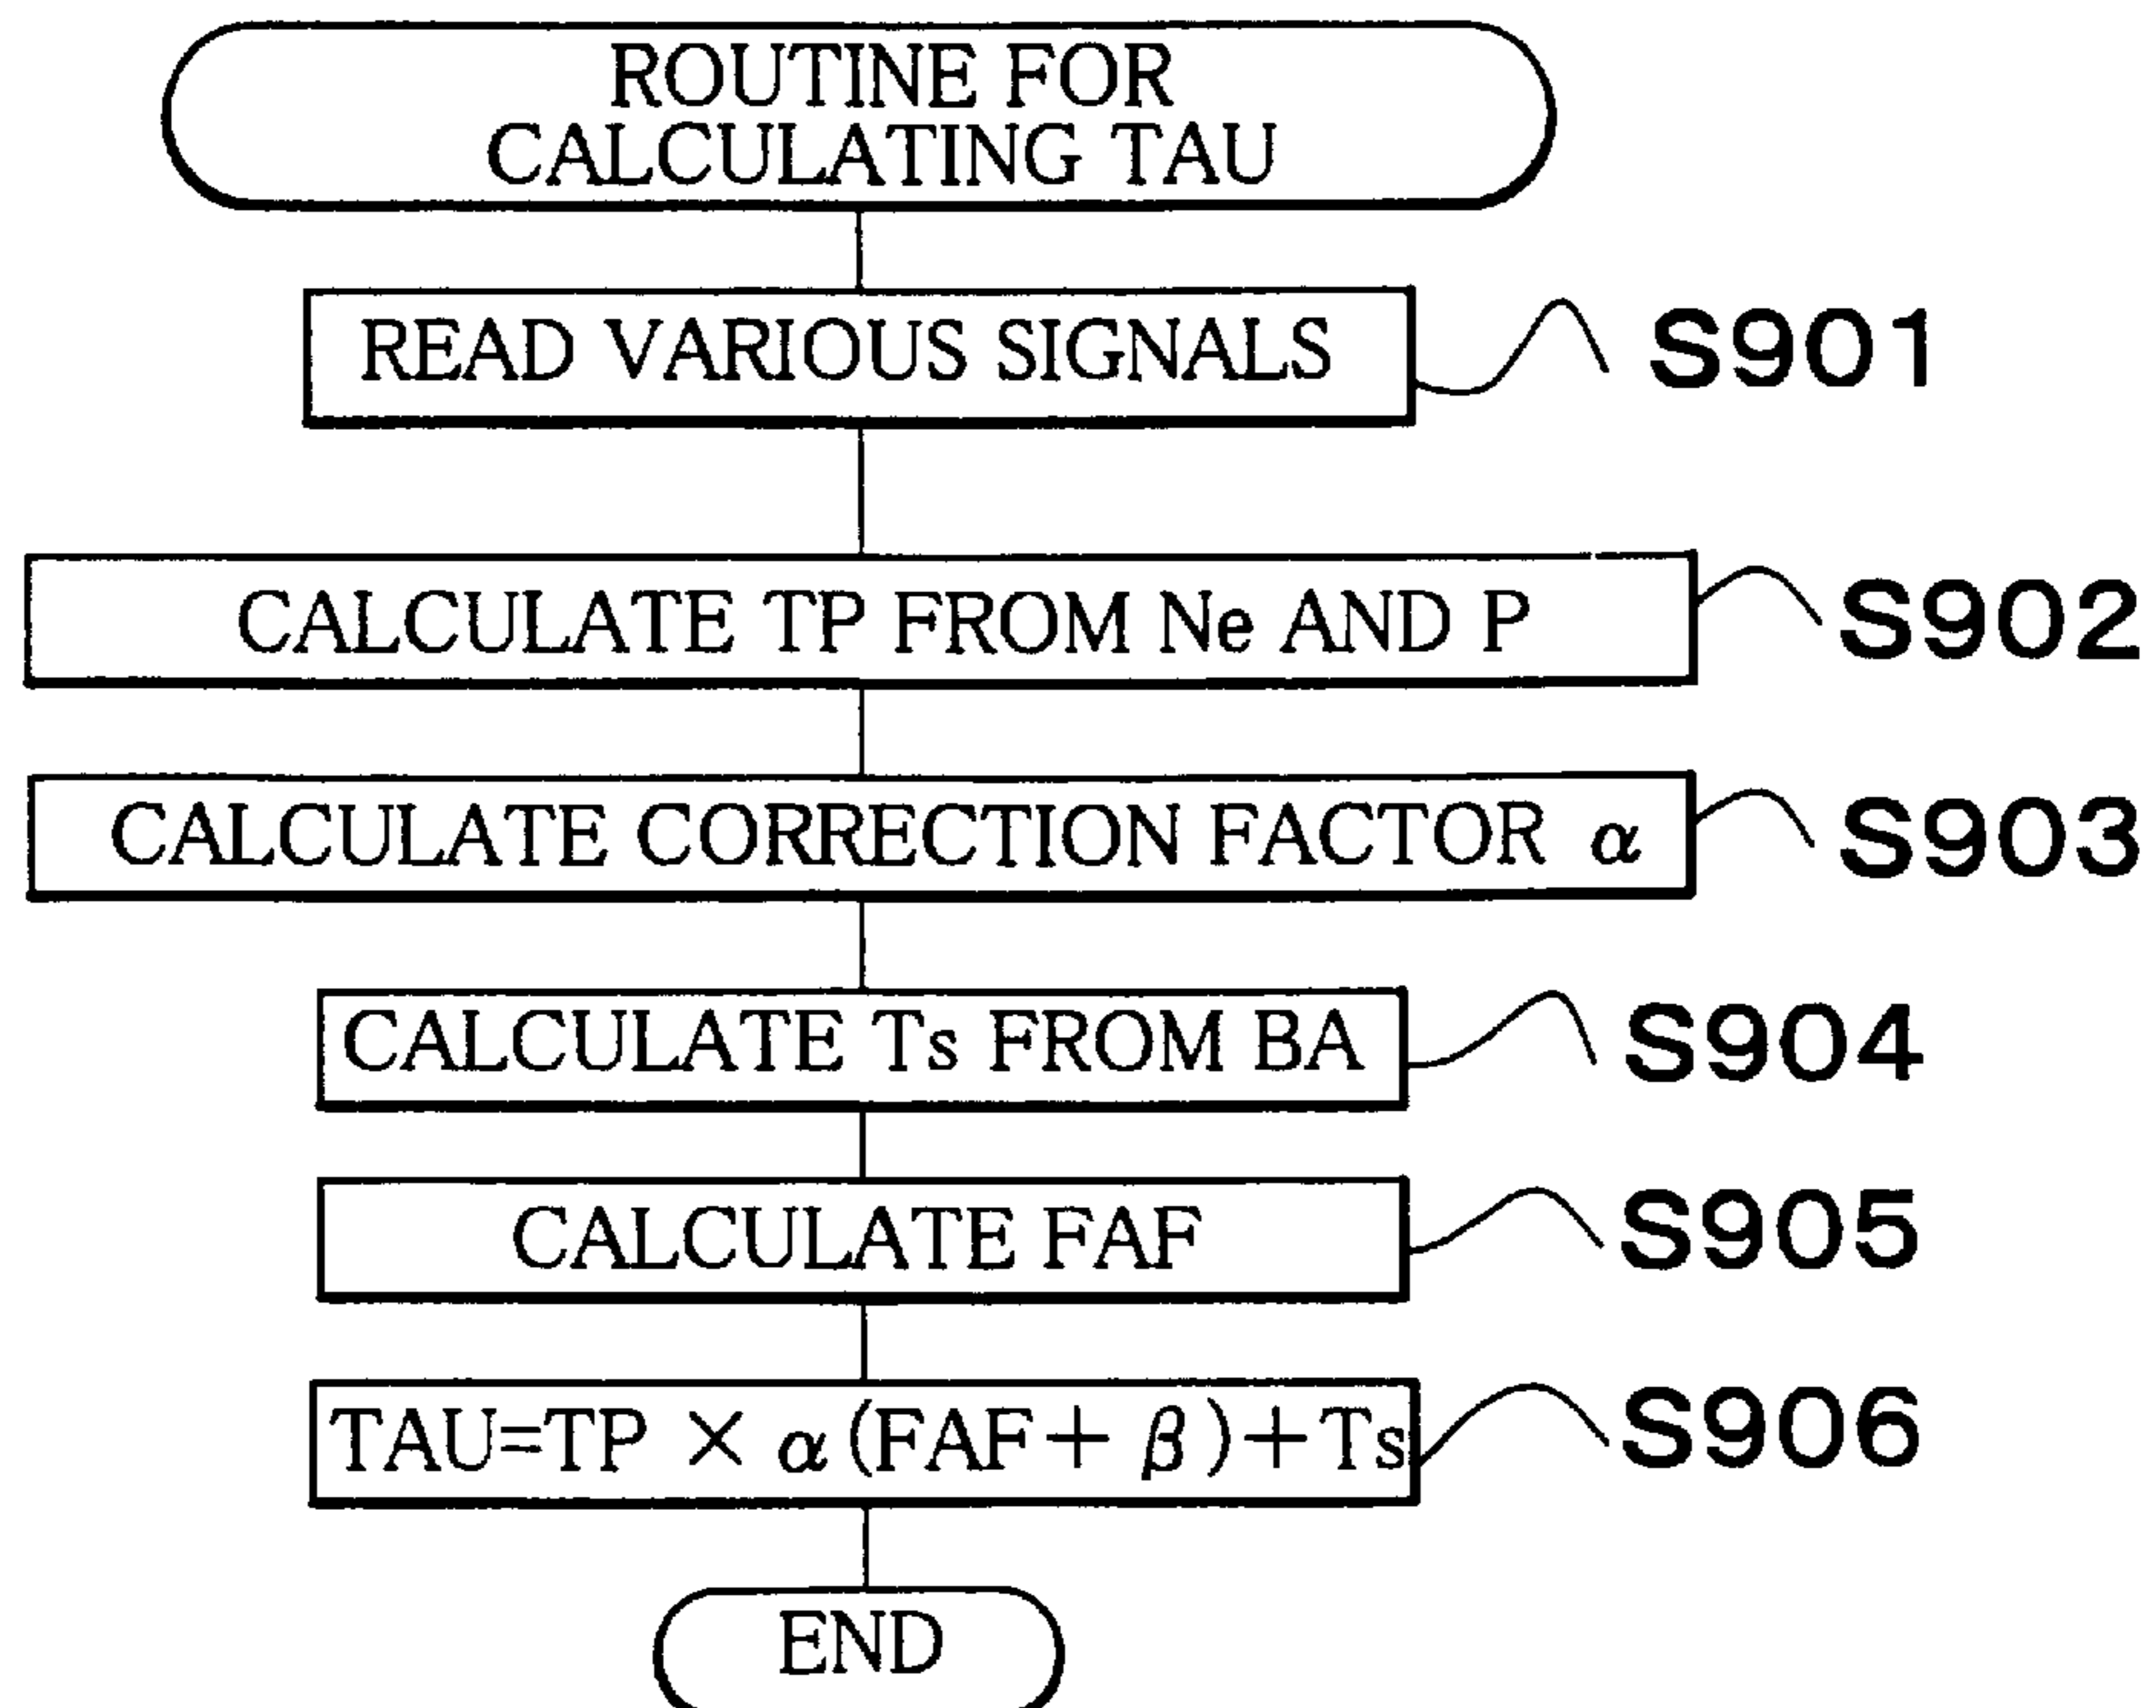 ROUTINE FOR
CALCULATING TAU
READ VARIOUS SIGNALS
S901
CALCULATE TP FROM Ne AND P
S902
CALCULATE CORRECTION FACTOR α
S903
CALCULATE Ts FROM BA
S904
CALCULATE FAF
S905
TAU=TP × α (FAF+ β)+Ts
S906
END